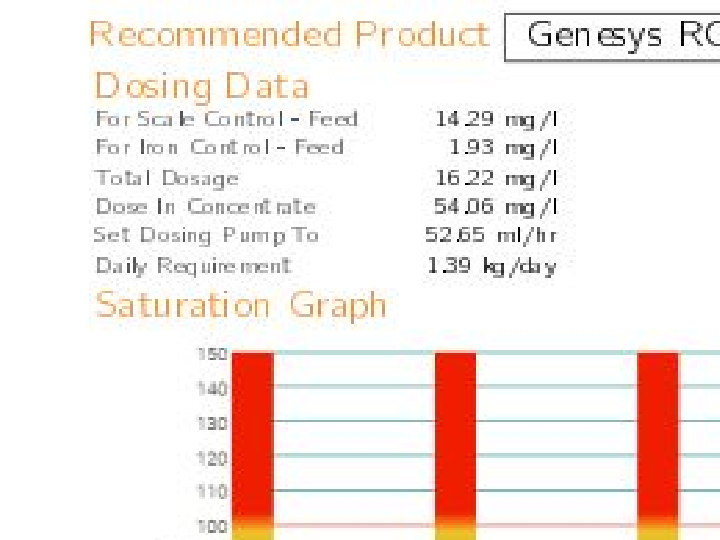 Recommended Product Genesys RO
Dosing Data
For Scale Control - Feed 14.29 mg/l
For Iron Control - Feed 1.93 mg/l
Total Dosage 16.22 mg/l
Dose In Concentrate 54.06 mg/l
Set Dosing Pump To 52.65 ml/hr
Daily Requirement 1.39 kg/day
Saturation Graph
150
140
130
120
110
100